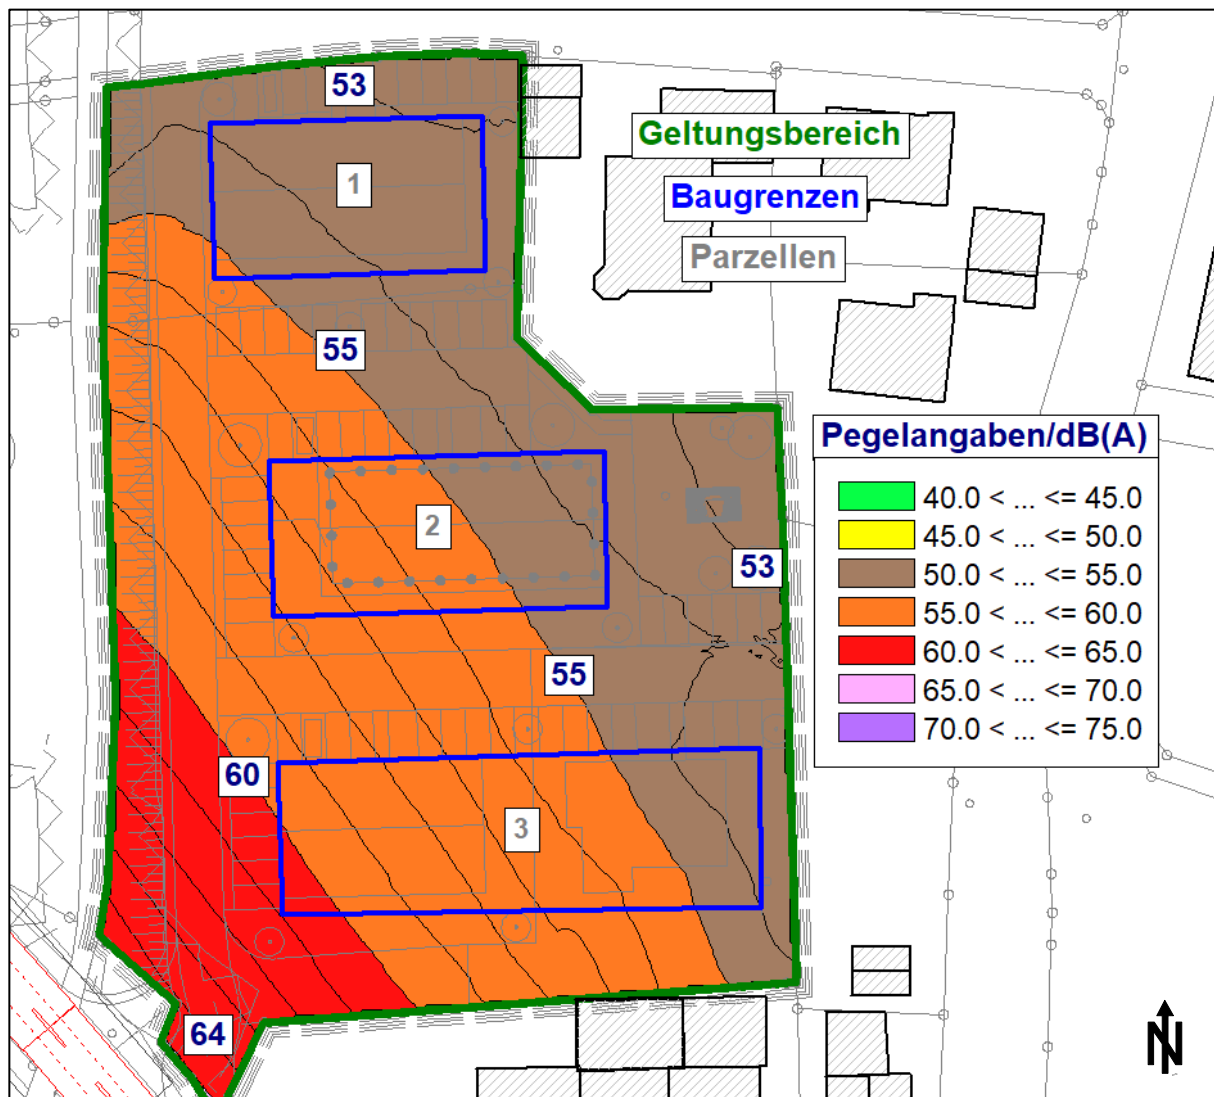 53
Geltungsbereich
1
Baugrenzen
Parzellen
55
Pegelangaben/dB(A)
40.0 < ... <= 45.0
45.0 < ... <= 50.0
50.0 < ... <= 55.0
55.0 < ... <= 60.0
60.0 < ... <= 65.0
65.0 < ... <= 70.0
70.0 < ... <= 75.0
2
53
55
60
3
64
N